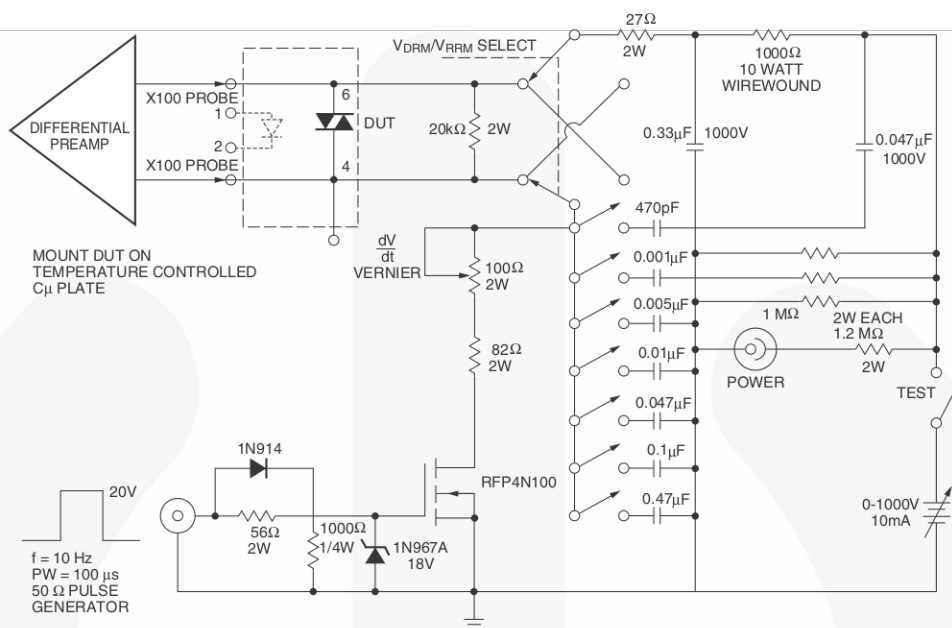 27Ω
2W
VDRM/VRRM SELECT
1000Ω
10 WATT
WIREWOUND
X100 PROBE
6
1
DIFFERENTIAL
PREAMP
DUT
20kΩ
2W
0.33μF
1000V
0.047μF
1000V
2
X100 PROBE
4
470pF
MOUNT DUT ON
TEMPERATURE CONTROLLED
Cμ PLATE
dV
dt
VERNIER
100Ω
2W
0.001μF
0.005μF
1 MΩ
2W EACH
1.2 MΩ
82Ω
2W
0.01μF
POWER
2W
TEST
0.047μF
1N914
RFP4N100
0.1μF
20V
0.47μF
0-1000V
10mA
56Ω
2W
1000Ω
1/4W
1N967A
18V
f = 10 Hz
PW = 100 μs
50 Ω PULSE
GENERATOR